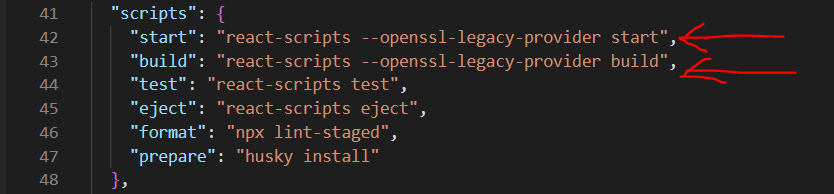 41 "scripts": {
42 "start": "react-scripts --openssl-legacy-provider start",
43 "build": "react-scripts --openssl-legacy-provider build",
44 "test": "react-scripts test",
45 "eject": "react-scripts eject",
46 "format": "npx lint-staged",
47 "prepare": "husky install"
48 },